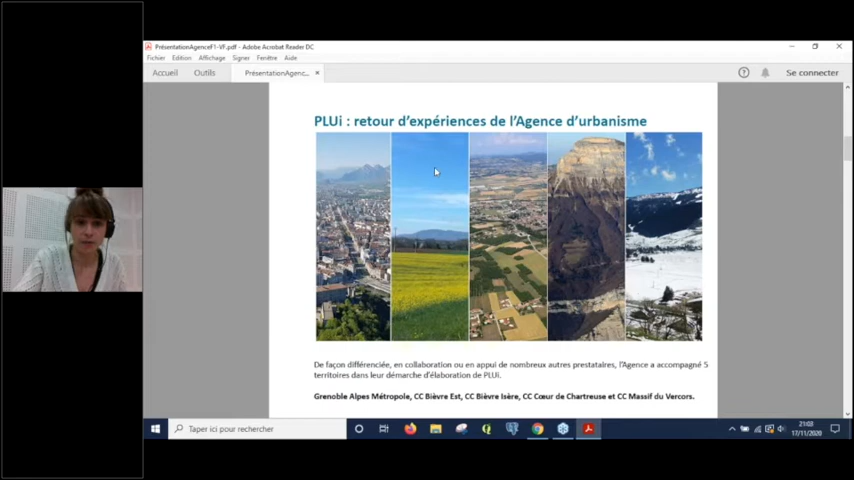 PrésentationAgenceF1-VF.pdf - Adobe Acrobat Reader DC
Fichier Edition Affichage Signer Fenêtre Aide
Accueil Outils PrésentationAgenc... × Se connecter
PLUi : retour d'expériences de l'Agence d'urbanisme
De façon différenciée, en collaboration ou en appui de nombreux autres prestataires, l'Agence a accompagné 5
territoires dans leur démarche d'élaboration de PLUi.
Grenoble Alpes Métropole, CC Bièvre Est, CC Bièvre Isère, CC Cœur de Chartreuse et CC Massif du Vercors.
Taper ici pour rechercher
21:03
17/11/2020